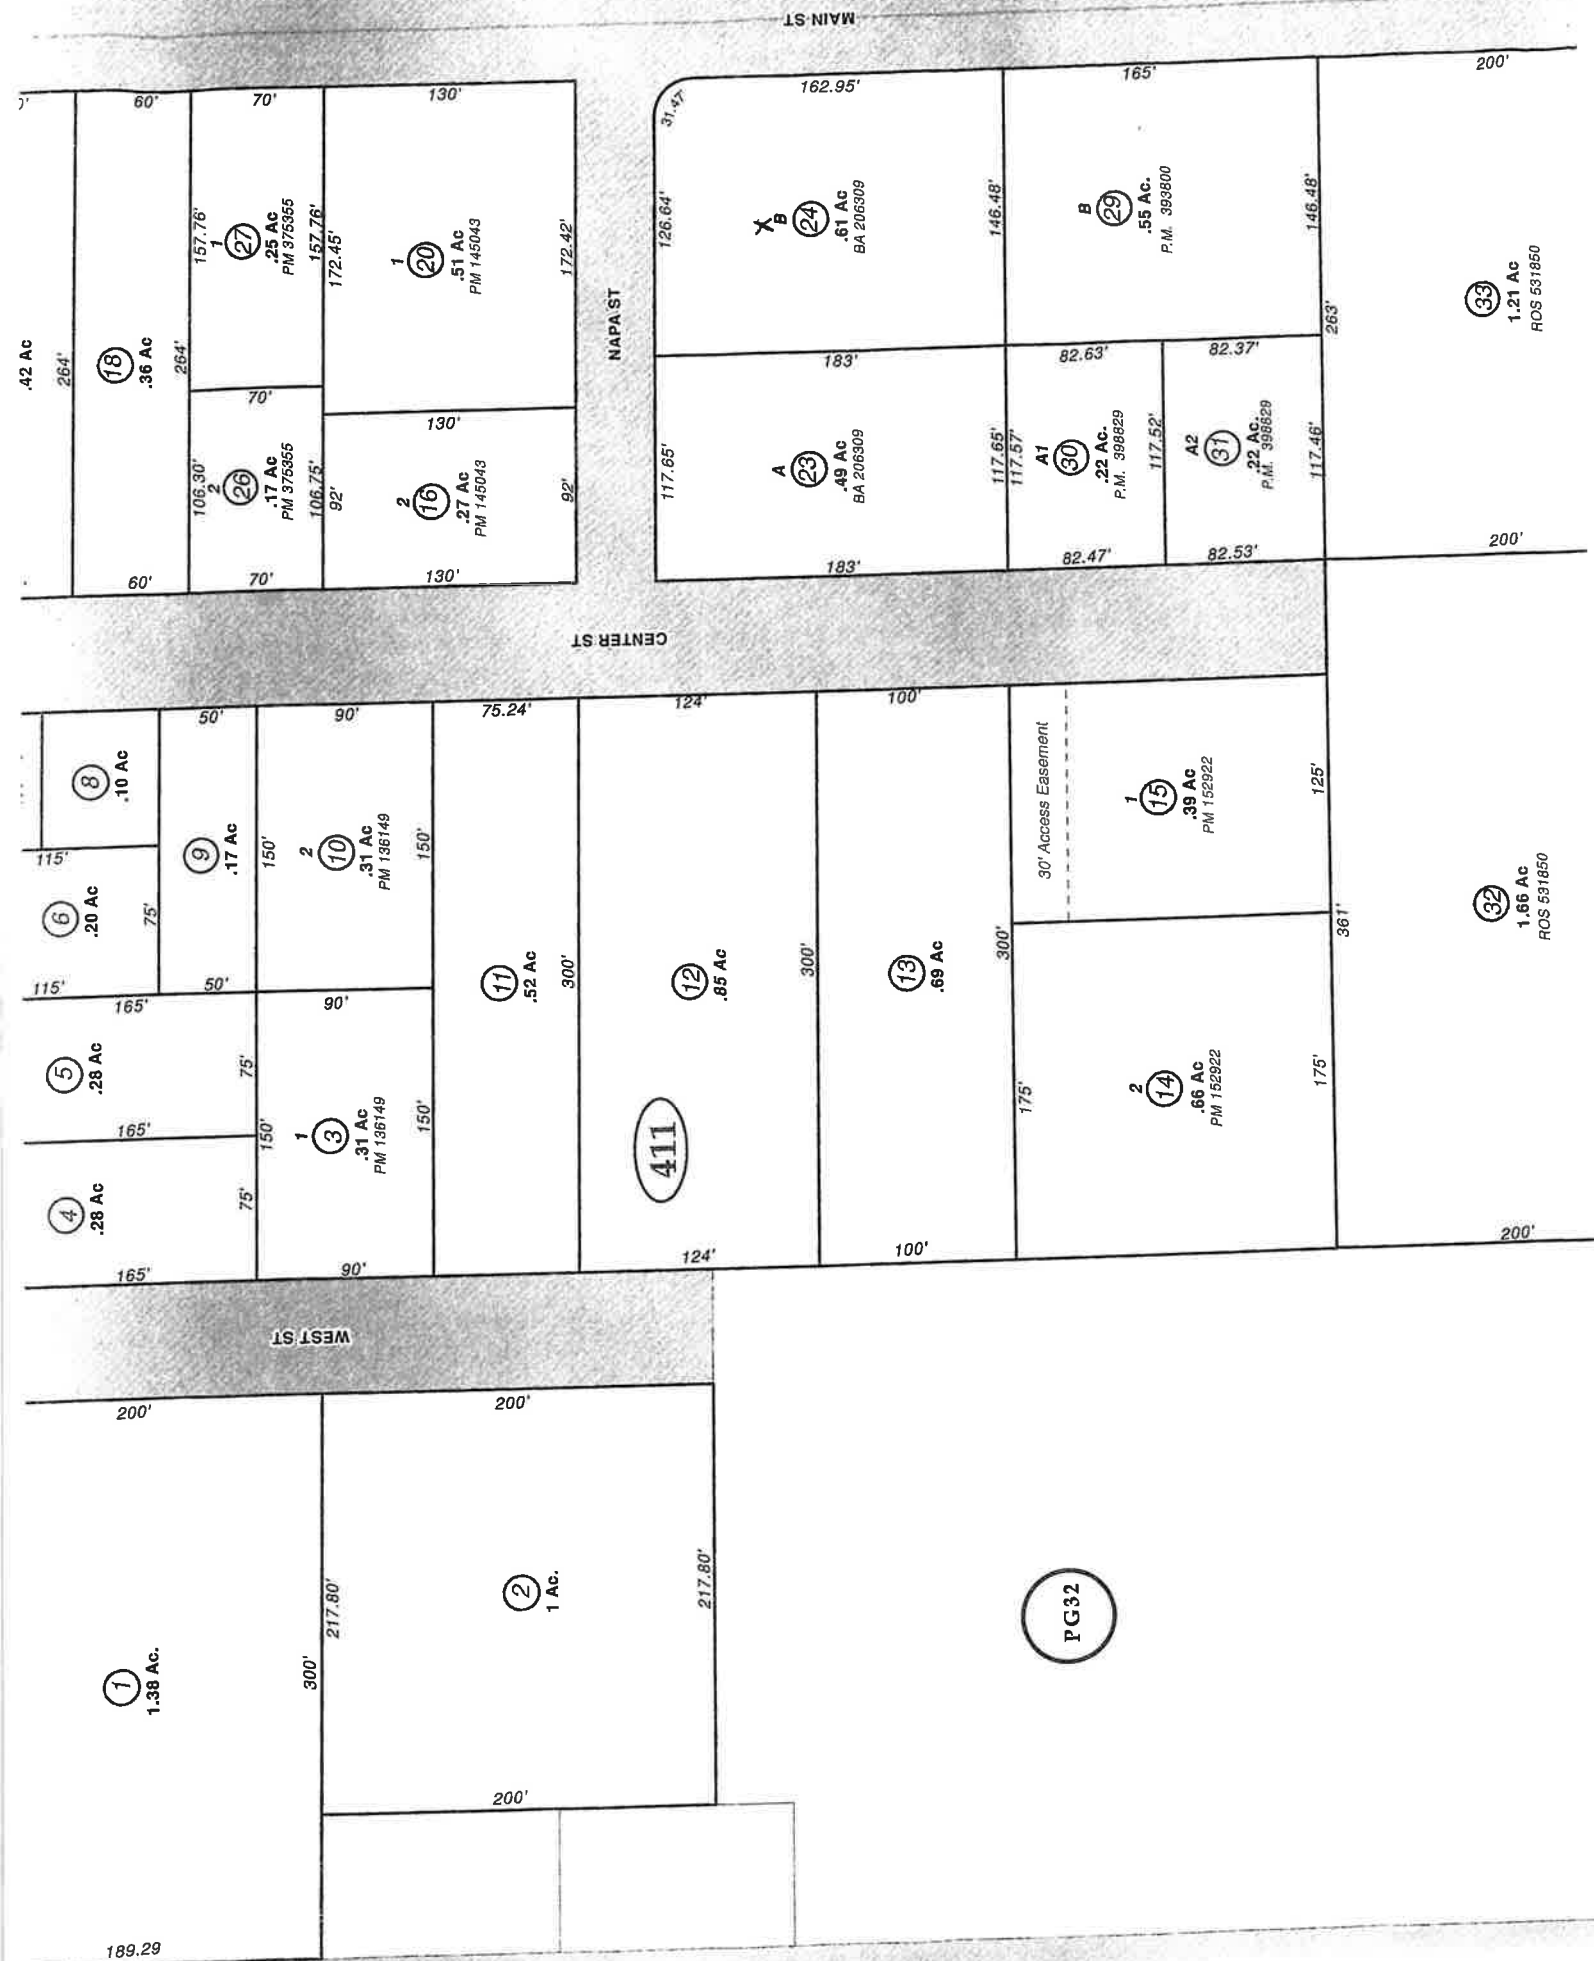 MAIN ST
60'
70'
130'
31.47'
162.95'
165'
200'
.42 Ac
264'
18
.36 Ac
264'
157.76'
1
27
.25 Ac
PM 375355
157.76'
70'
106.30'
2
26
.17 Ac
PM 375355
106.75'
172.45'
1
20
.51 Ac
PM 145043
172.42'
130'
92'
2
16
.27 Ac
PM 145043
92'
60'
70'
130'
NAPA ST
126.64'
X
B
24
.61 Ac
BA 206309
146.48'
183'
117.65'
A
23
.49 Ac
BA 206309
117.65'
183'
B
29
.55 Ac.
P.M. 393800
146.48'
82.63'
82.37'
117.57'
A1
30
.22 Ac.
P.M. 398829
117.52'
A2
31
.22 Ac.
P.M. 398829
117.46'
82.47'
82.53'
263'
33
1.21 Ac
ROS 531850
200'
CENTER ST
50'
90'
75.24'
124'
100'
8
.10 Ac
115'
6
.20 Ac
75'
115'
9
.17 Ac
50'
150'
2
10
.31 Ac
PM 136149
150'
90'
165'
5
.28 Ac
75'
165'
4
.28 Ac
75'
165'
150'
1
3
.31 Ac
PM 136149
150'
90'
11
.52 Ac
300'
12
.85 Ac
300'
411
124'
13
.69 Ac
300'
100'
30' Access Easement
1
15
.39 Ac
PM 152922
125'
175'
2
14
.66 Ac
PM 152922
175'
361'
32
1.66 Ac
ROS 531850
200'
WEST ST
200'
200'
1
1.38 Ac.
300'
189.29
217.80'
2
1 Ac.
217.80'
200'
PG32